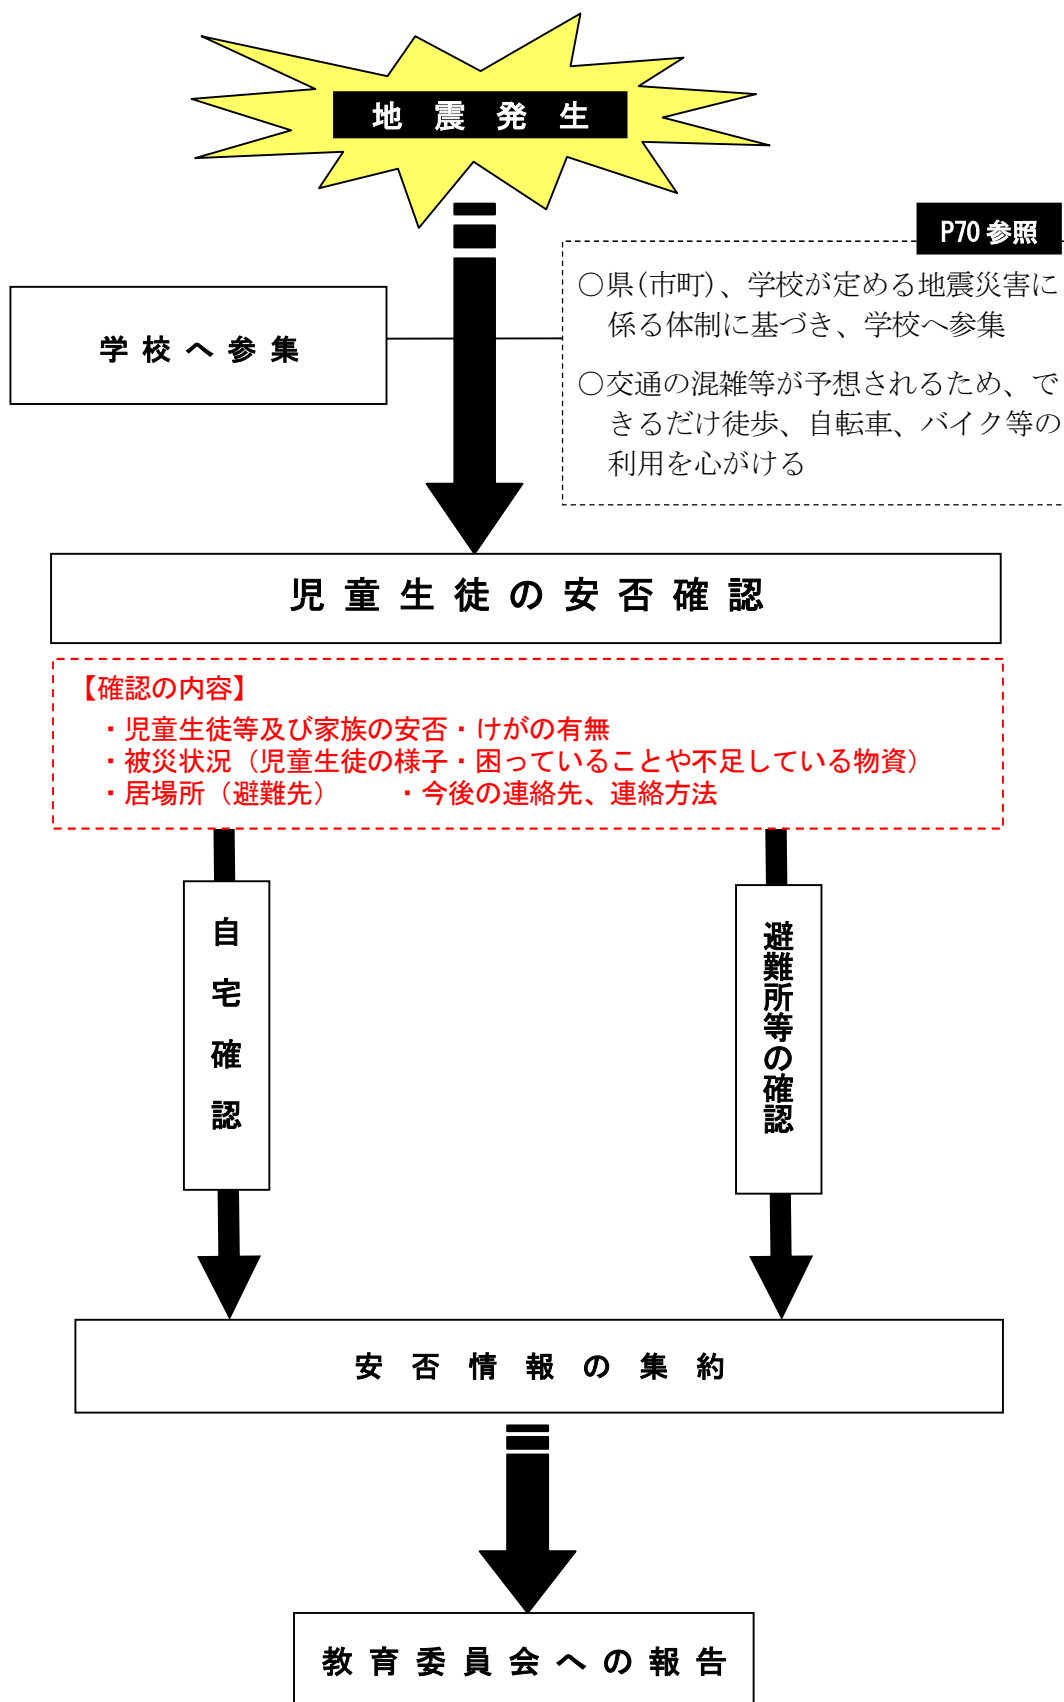 地震発生
P70 参照
学校へ参集
○県(市町)、学校が定める地震災害に
係る体制に基づき、学校へ参集
○交通の混雑等が予想されるため、で
きるだけ徒歩、自転車、バイク等の
利用を心がける
児童生徒の安否確認
【確認の内容】
・児童生徒等及び家族の安否・けがの有無
・被災状況（児童生徒の様子・困っていることや不足している物資）
・居場所（避難先）　　・今後の連絡先、連絡方法
自宅確認
避難所等の確認
安否情報の集約
教育委員会への報告